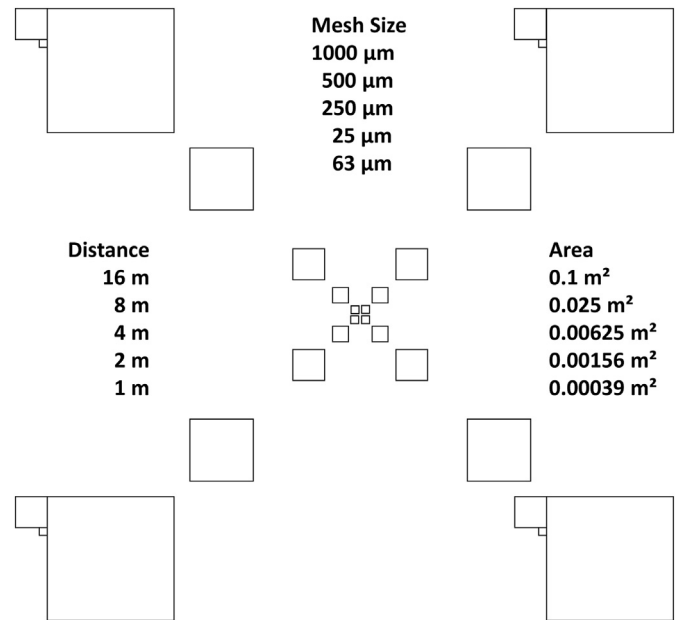 Mesh Size
1000 µm
500 µm
250 µm
25 µm
63 µm
Distance
16 m
8 m
4 m
2 m
1 m
Area
0.1 m²
0.025 m²
0.00625 m²
0.00156 m²
0.00039 m²